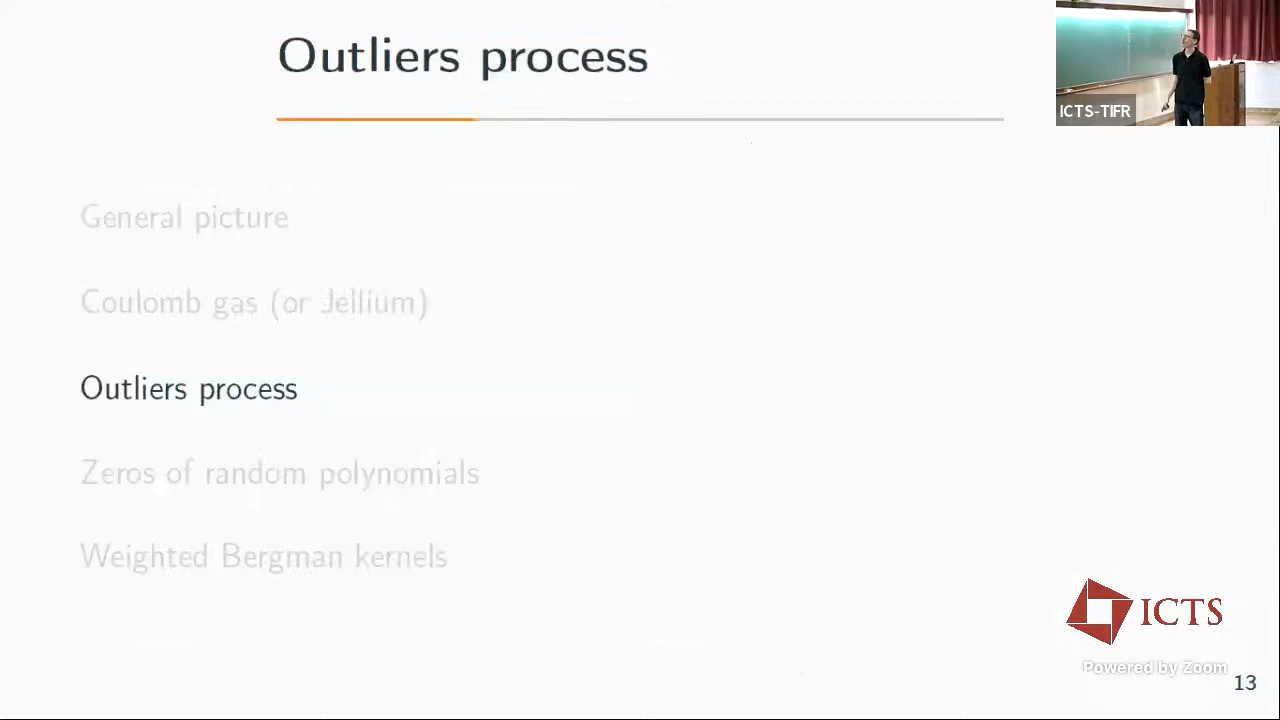 Outliers process
ICTS-TIFR
General picture
Coulomb gas (or Jellium)
Outliers process
Zeros of random polynomials
Weighted Bergman kernels
ICTS
Powered by Zoom
13